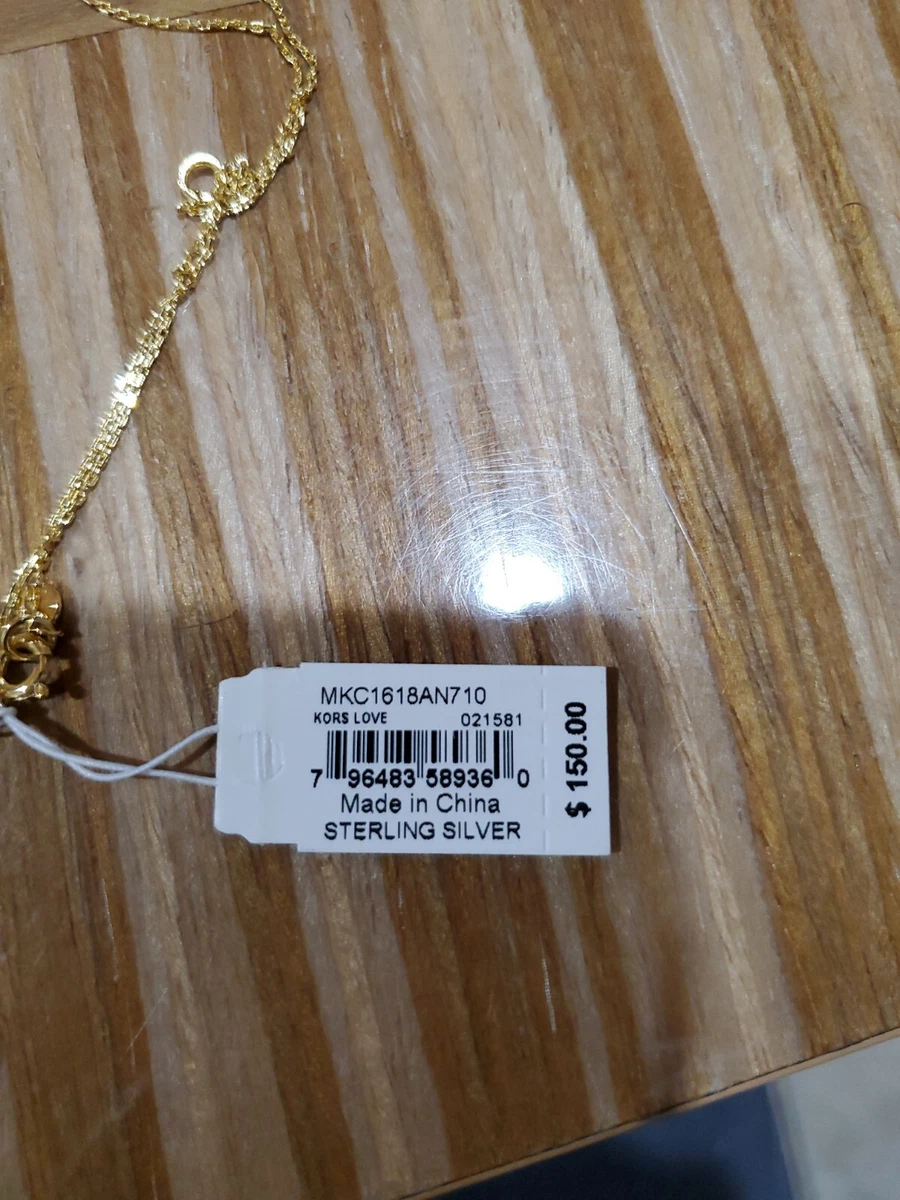 MKC1618AN710
KORS LOVE 021581
7 96483 58936 0
Made in China
STERLING SILVER
$ 150.00